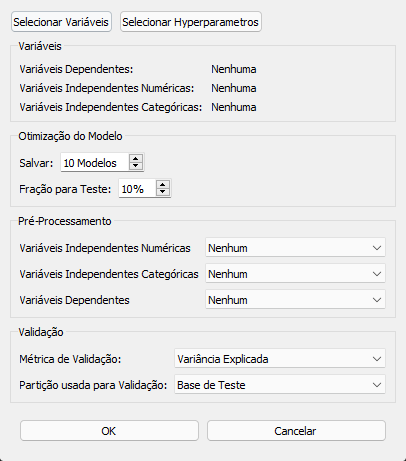 Selecionar Variáveis Selecionar Hyperparametros
Variáveis
Variáveis Dependentes: Nenhuma
Variáveis Independentes Numéricas: Nenhuma
Variáveis Independentes Categóricas: Nenhuma
Otimização do Modelo
Salvar: 10 Modelos
Fração para Teste: 10%
Pré-Processamento
Variáveis Independentes Numéricas Nenhum
Variáveis Independentes Categóricas Nenhum
Variáveis Dependentes Nenhum
Validação
Métrica de Validação: Variância Explicada
Partição usada para Validação: Base de Teste
OK Cancelar